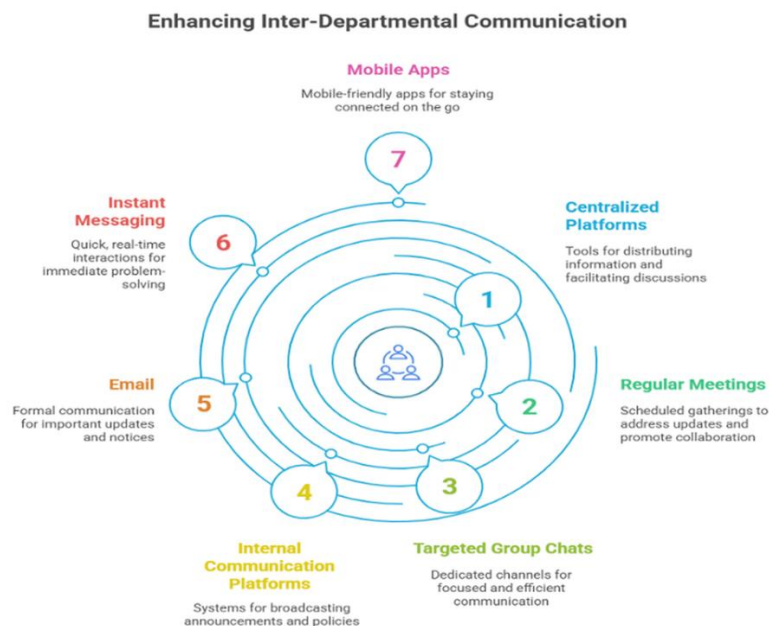 Enhancing Inter-Departmental Communication
Mobile Apps
Mobile-friendly apps for staying
connected on the go
7
Instant
Messaging
Quick, real-time
interactions for
immediate problem-
solving
6
Centralized
Platforms
Tools for distributing
information and
facilitating discussions
1
Email
Formal communication
for important updates
and notices
5
Regular Meetings
Scheduled gatherings to
address updates and
promote collaboration
2
4
3
Internal
Communication
Platforms
Systems for broadcasting
announcements and policies
Targeted Group Chats
Dedicated channels for
focused and efficient
communication